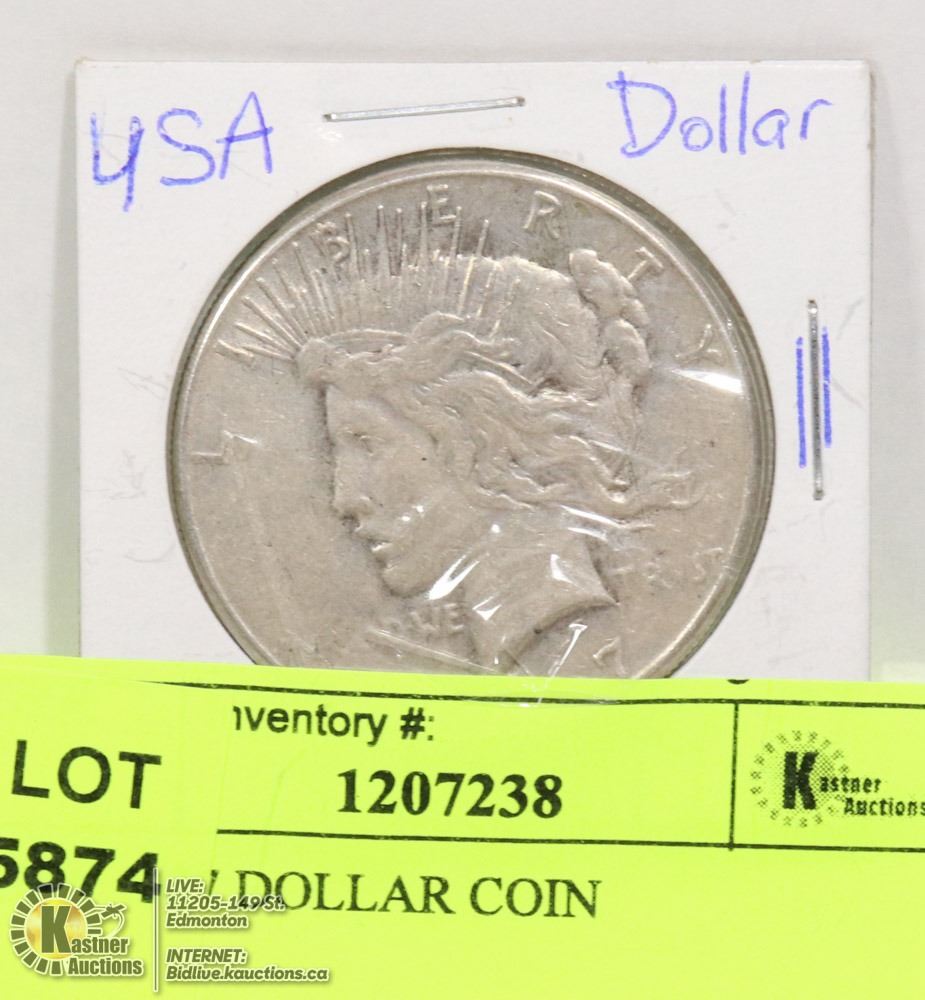 USA Dollar
LIBERTY
WE TRST
nventory #:
LOT 1207238
Kastner Auctions
5874
DOLLAR COIN
LIVE:
11205-149 St.
Edmonton
Kastner Auctions
INTERNET:
Bidlive.kauctions.ca